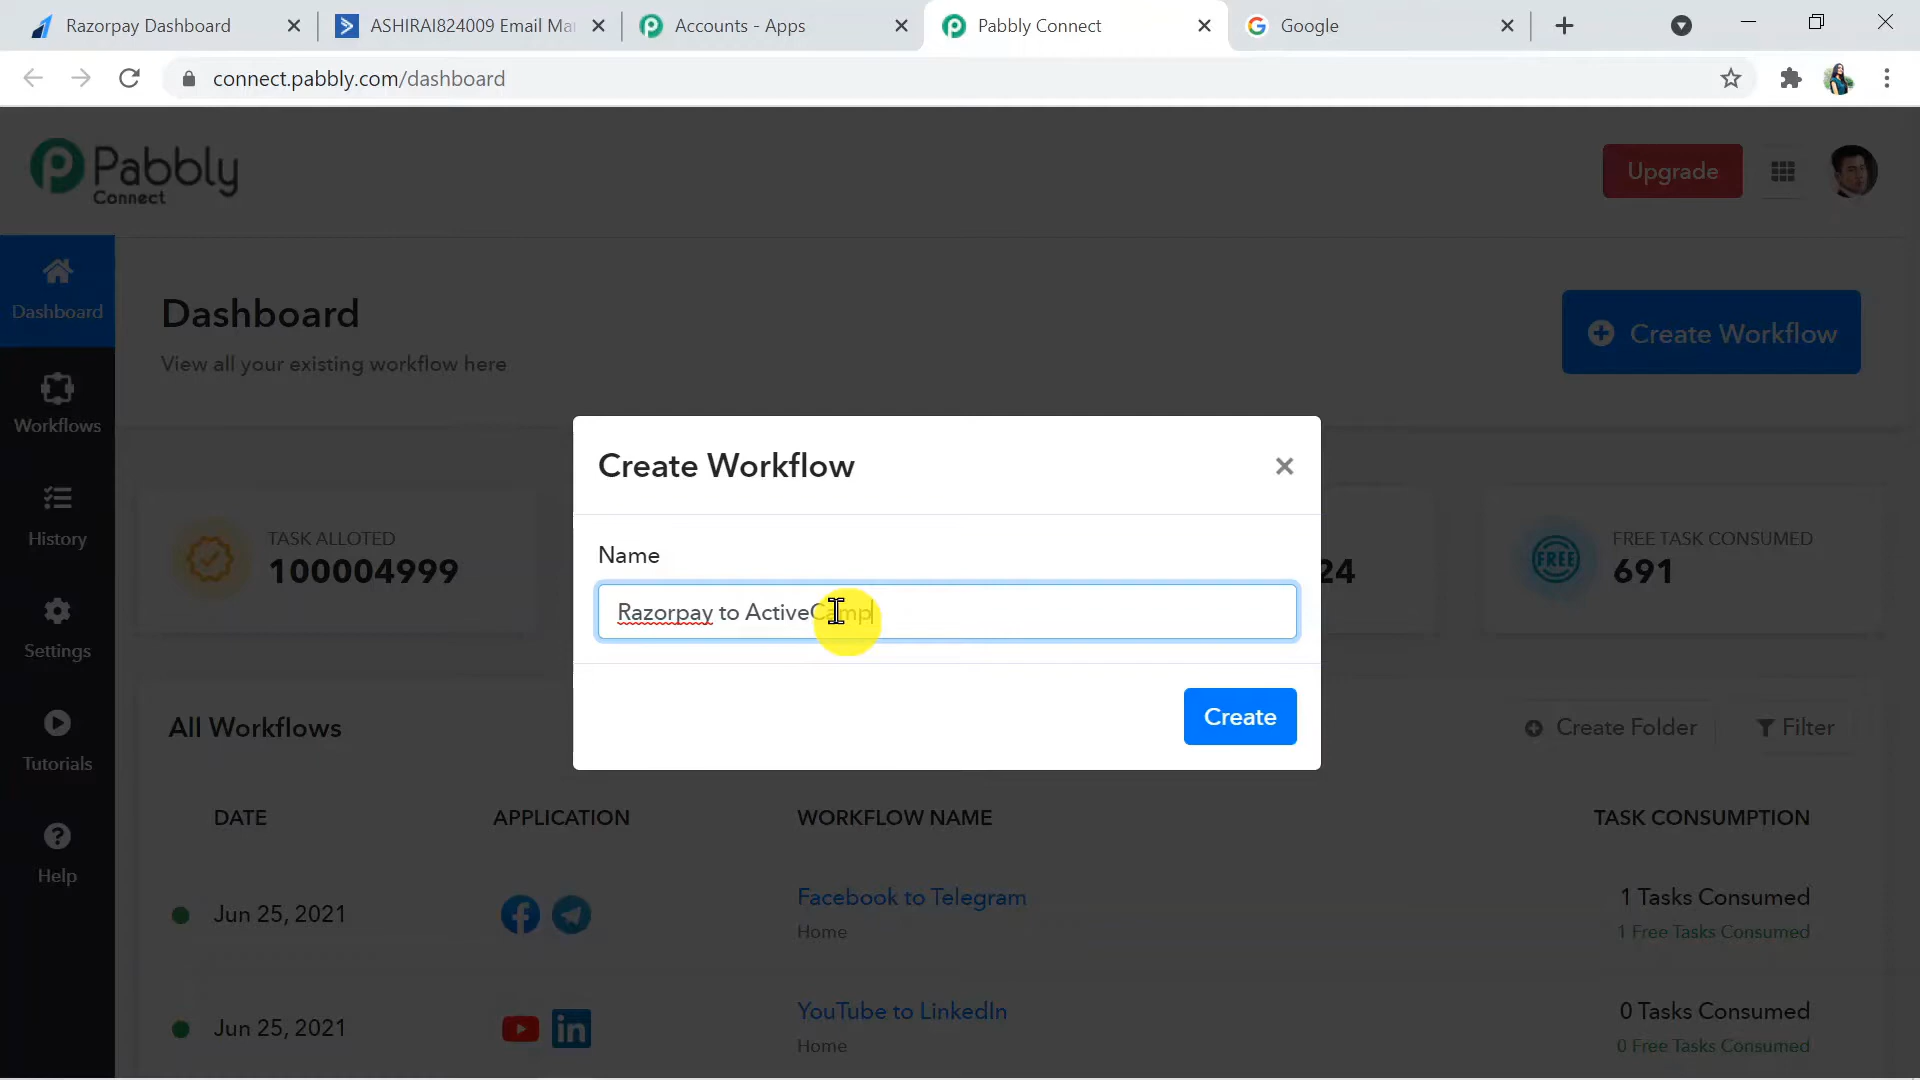 Razorpay Dashboard
ASHIRAI824009 Email Ma
Accounts - Apps
Pabbly Connect
Google
connect.pabbly.com/dashboard
Pabbly
Connect
Upgrade
Dashboard
Workflows
History
Settings
Tutorials
Help
Dashboard
View all your existing workflow here
Create Workflow
TASK ALLOTED
100004999
24
FREE
FREE TASK CONSUMED
691
Create Workflow
Name
Razorpay to ActiveCamp
Create
All Workflows
Create Folder
Filter
DATE APPLICATION WORKFLOW NAME TASK CONSUMPTION
Jun 25, 2021 Facebook to Telegram 1 Tasks Consumed
Home 1 Free Tasks Consumed
Jun 25, 2021 YouTube to LinkedIn 0 Tasks Consumed
Home 0 Free Tasks Consumed